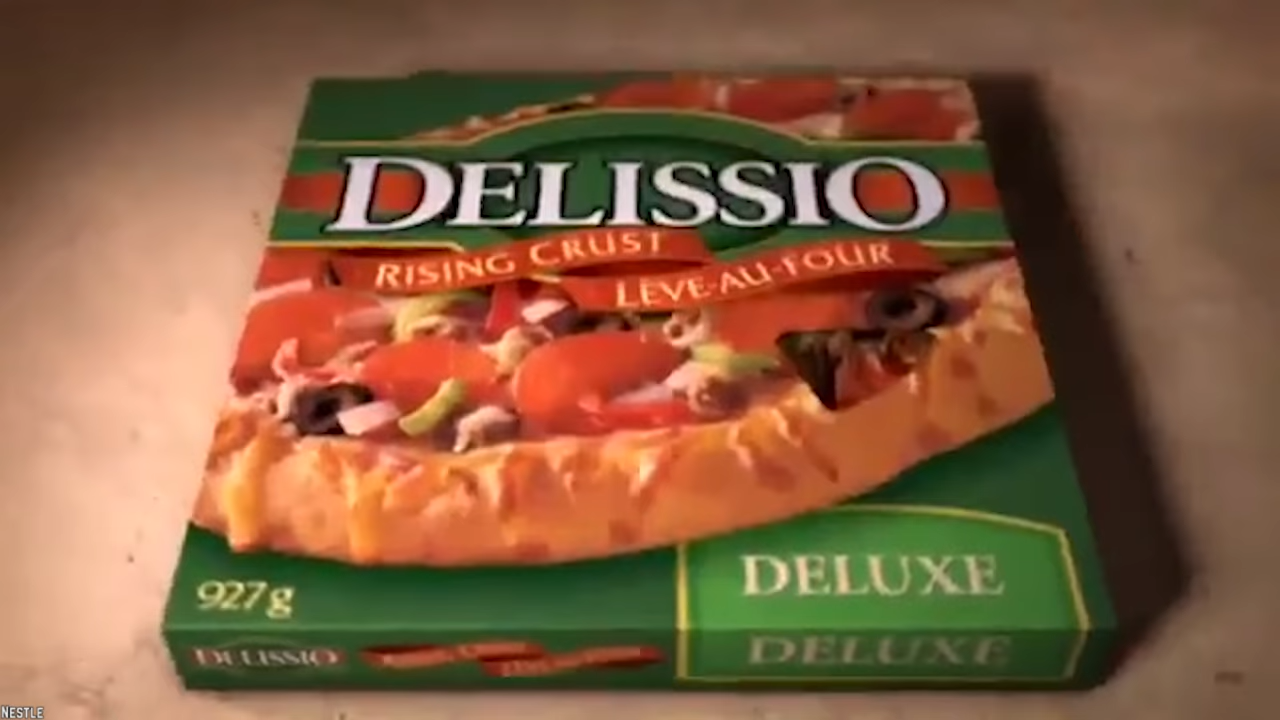 DELISSIO
RISING CRUST
LEVE-AU-FOUR
927g
DELUXE
DELISSIO
DELUXE
NESTLE